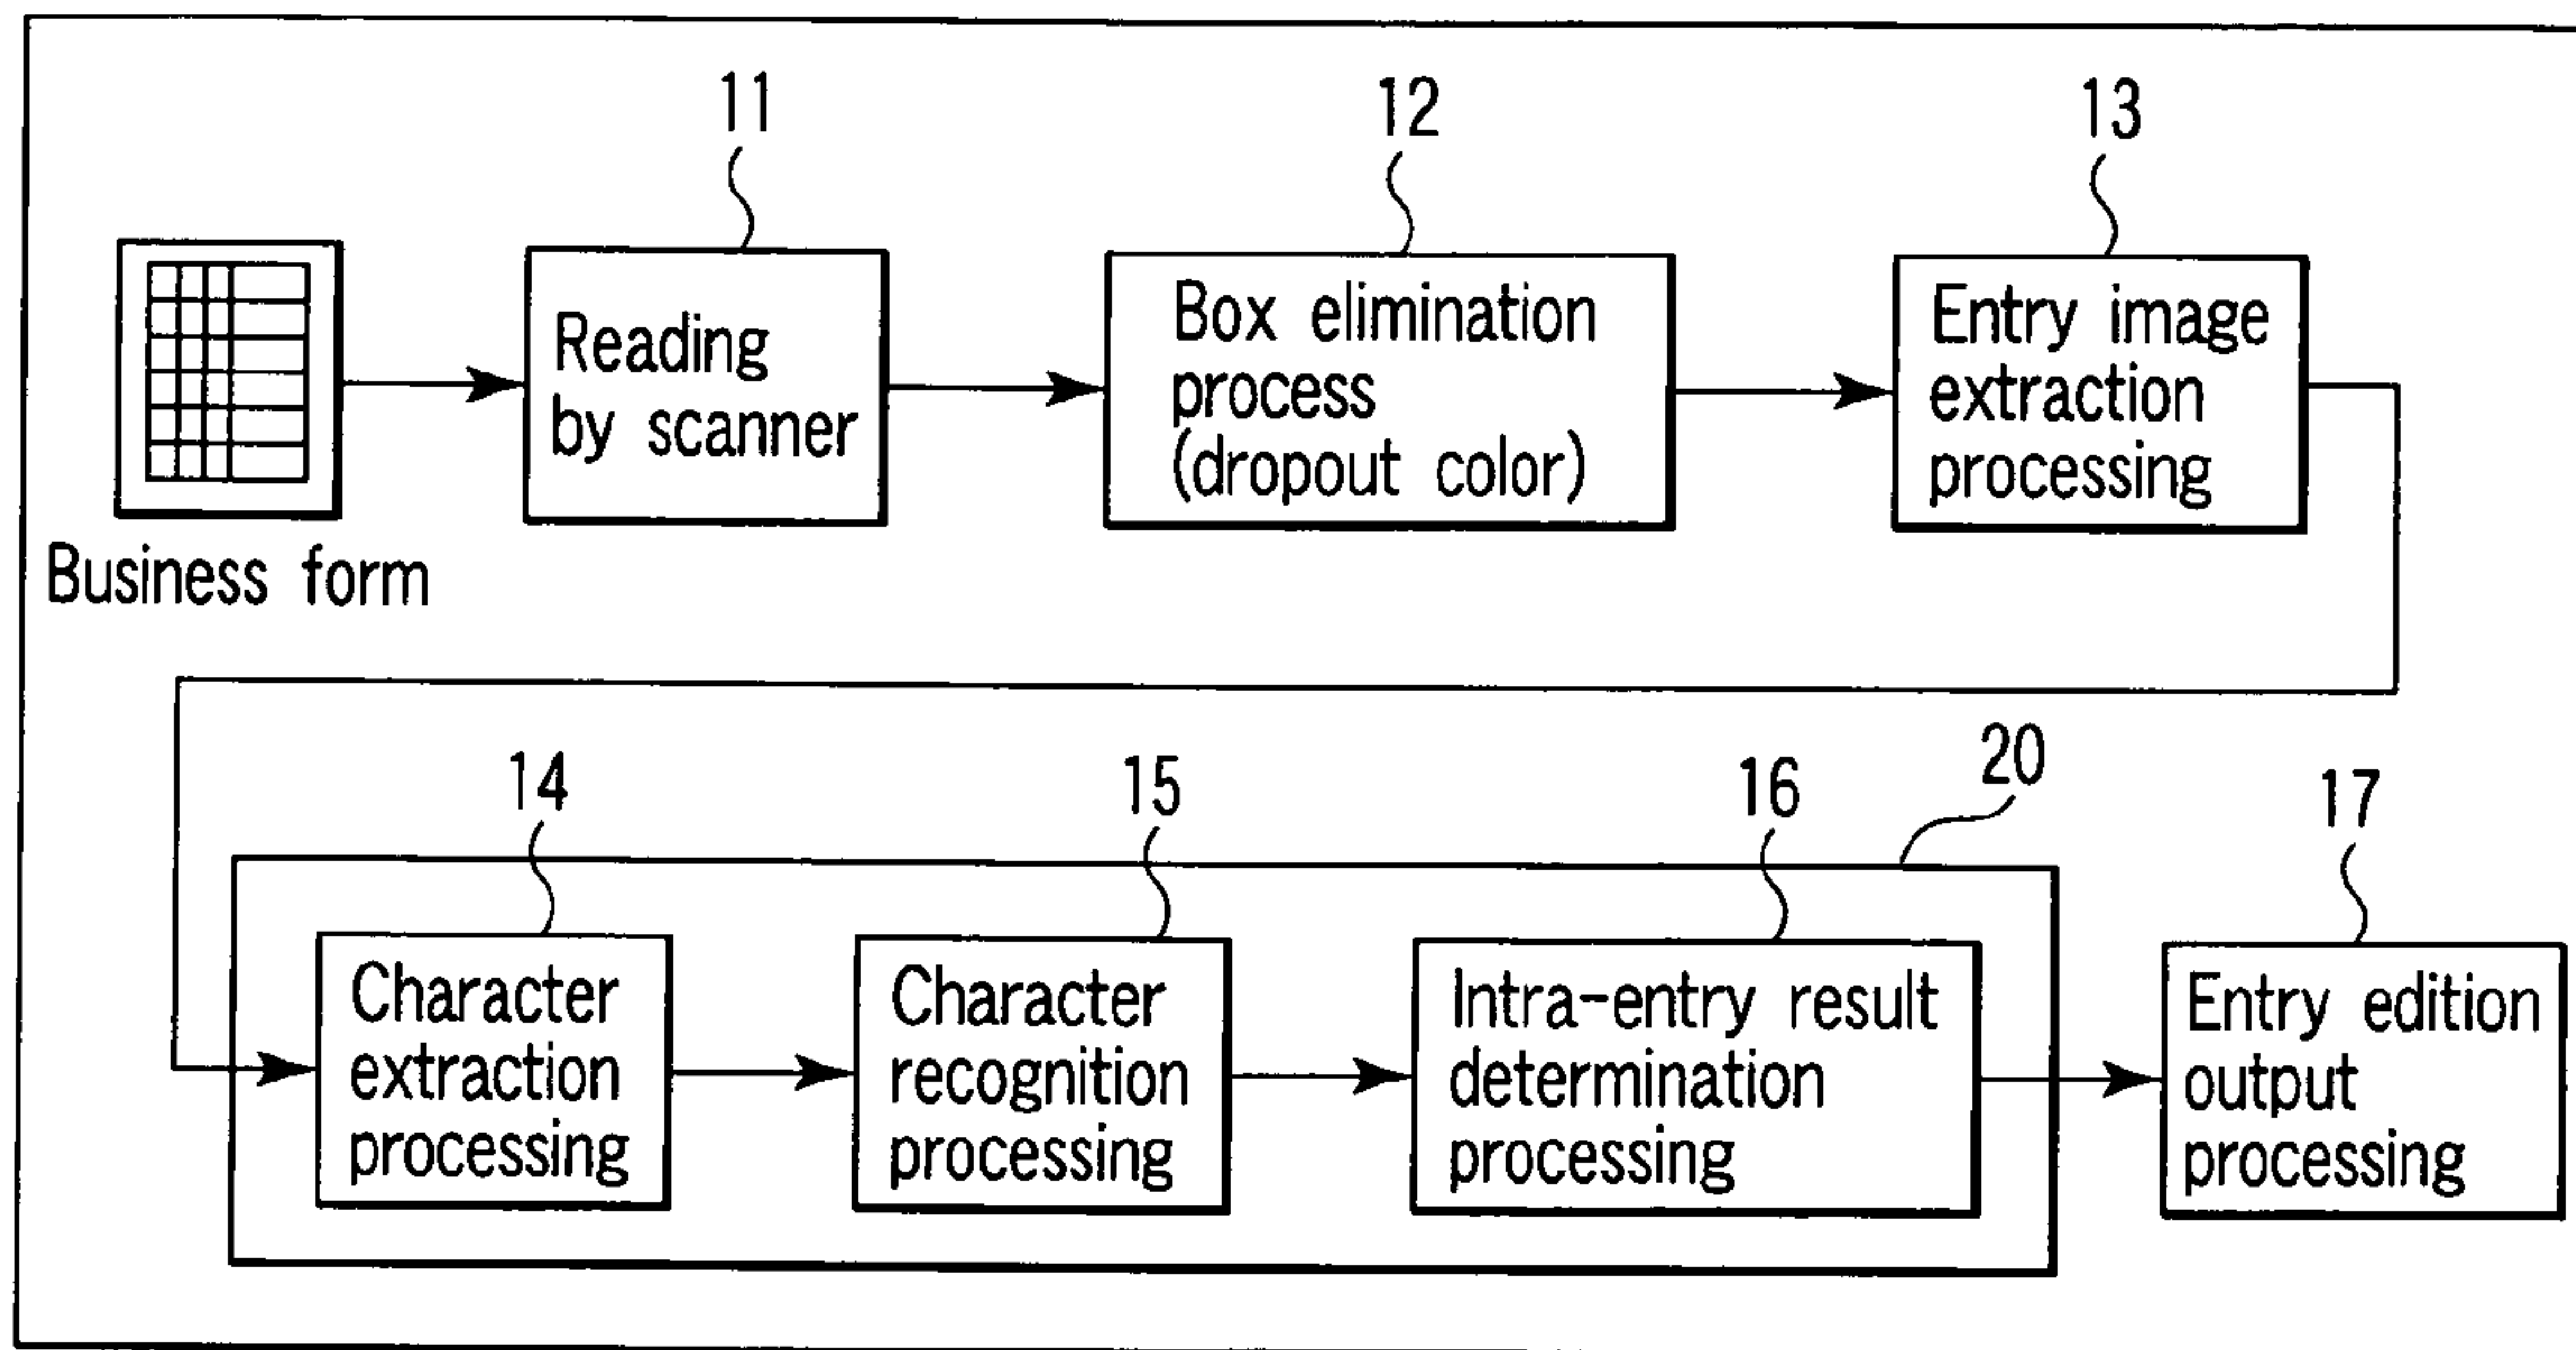 11
12
13
Reading
by scanner
Box elimination
process
(dropout color)
Entry image
extraction
processing
Business form
14
15
16
20
17
Character
extraction
processing
Character
recognition
processing
Intra-entry result
determination
processing
Entry edition
output
processing